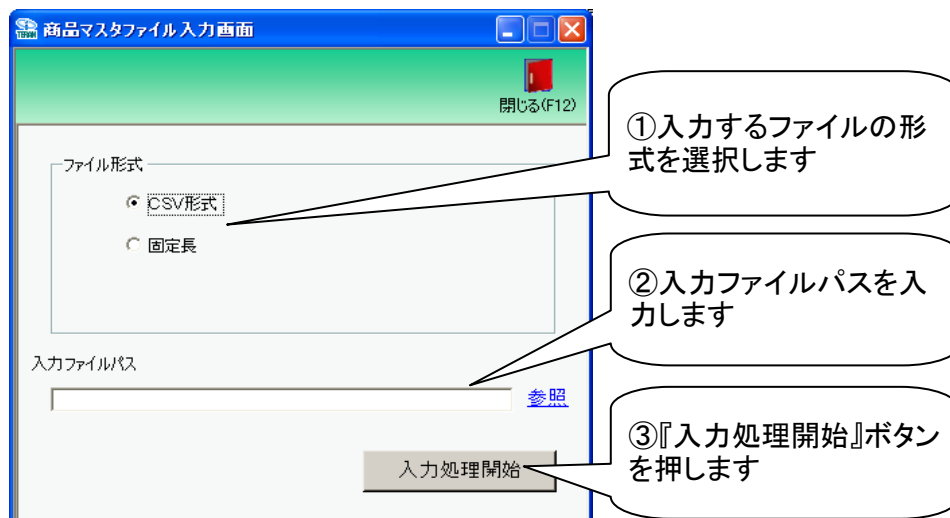 商品マスタファイル入力画面
閉じる(F12)
①入力するファイルの形
式を選択します
ファイル形式
CSV形式
固定長
②入力ファイルパスを入
力します
入力ファイルパス
参照
③『入力処理開始』ボタン
を押します
入力処理開始